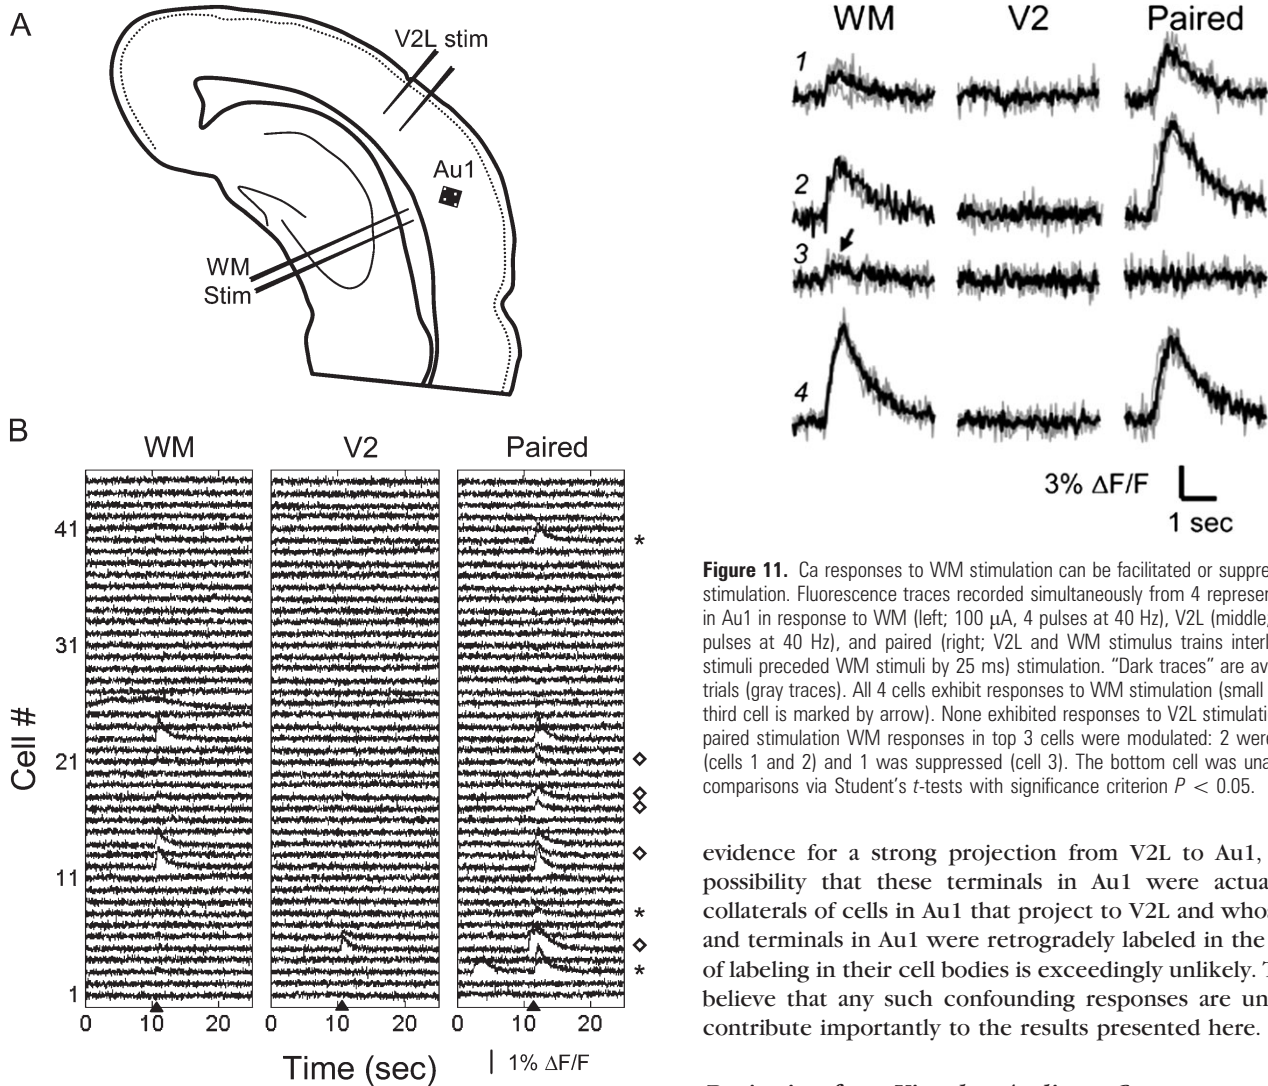 A
V2L stim
Au1
WM
Stim
B
WM V2 Paired
41
*
31
Cell #
21
11
*
*
1
0 10 20 0 10 20 0 10 20
Time (sec)
1% ΔF/F
WM V2 Paired
1
2
3
4
3% ΔF/F
1 sec
Figure 11. Ca responses to WM stimulation can be facilitated or suppre
stimulation. Fluorescence traces recorded simultaneously from 4 represen
in Au1 in response to WM (left; 100 μA, 4 pulses at 40 Hz), V2L (middle;
pulses at 40 Hz), and paired (right; V2L and WM stimulus trains interl
stimuli preceded WM stimuli by 25 ms) stimulation. “Dark traces” are av
trials (gray traces). All 4 cells exhibit responses to WM stimulation (small
third cell is marked by arrow). None exhibited responses to V2L stimulati
paired stimulation WM responses in top 3 cells were modulated: 2 were
(cells 1 and 2) and 1 was suppressed (cell 3). The bottom cell was una
comparisons via Student’s t-tests with significance criterion P < 0.05.
evidence for a strong projection from V2L to Au1,
possibility that these terminals in Au1 were actua
collaterals of cells in Au1 that project to V2L and whos
and terminals in Au1 were retrogradely labeled in the
of labeling in their cell bodies is exceedingly unlikely. T
believe that any such confounding responses are un
contribute importantly to the results presented here.